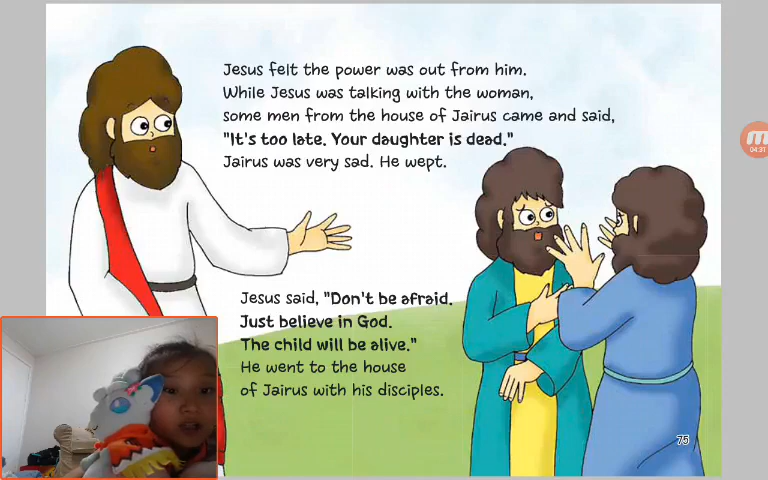 Jesus felt the power was out from him.
While Jesus was talking with the woman,
some men from the house of Jairus came and said,
"It's too late. Your daughter is dead."
Jairus was very sad. He wept.
Jesus said, "Don't be afraid.
Just believe in God.
The child will be alive."
He went to the house
of Jairus with his disciples.
75
04:31